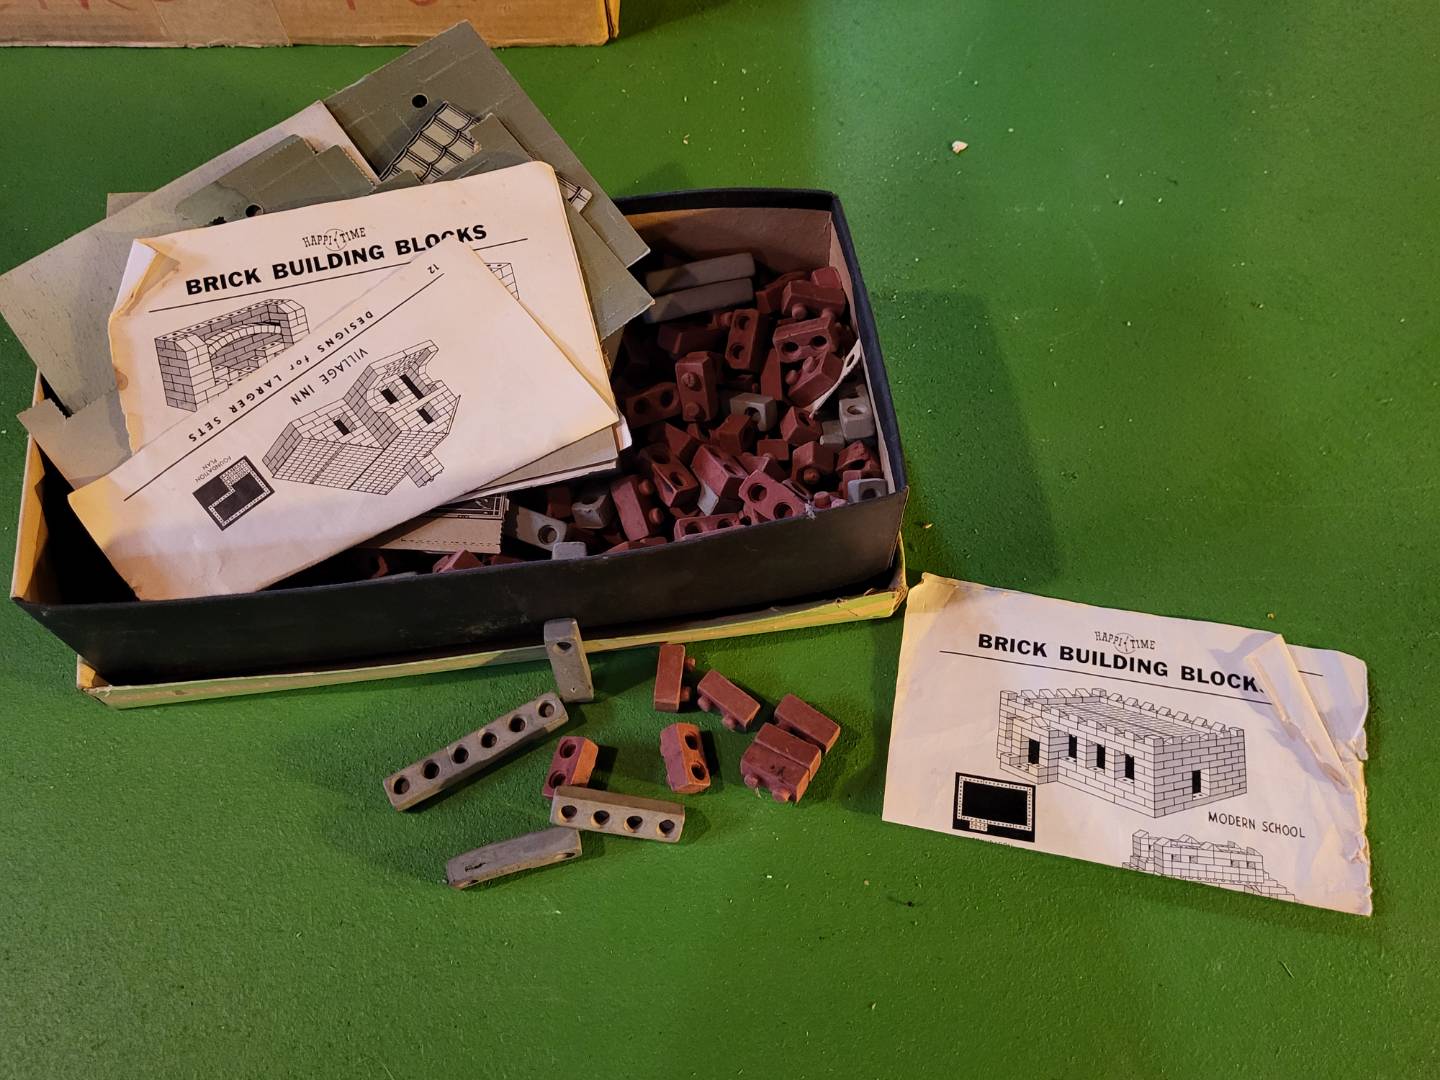 HAPPI TIME
BRICK BUILDING BLOCKS
12
DESIGNS for LARGER SETS
VILLAGE INN
FOUNDATION
PLAN
HAPPI TIME
BRICK BUILDING BLOCK
MODERN SCHOOL